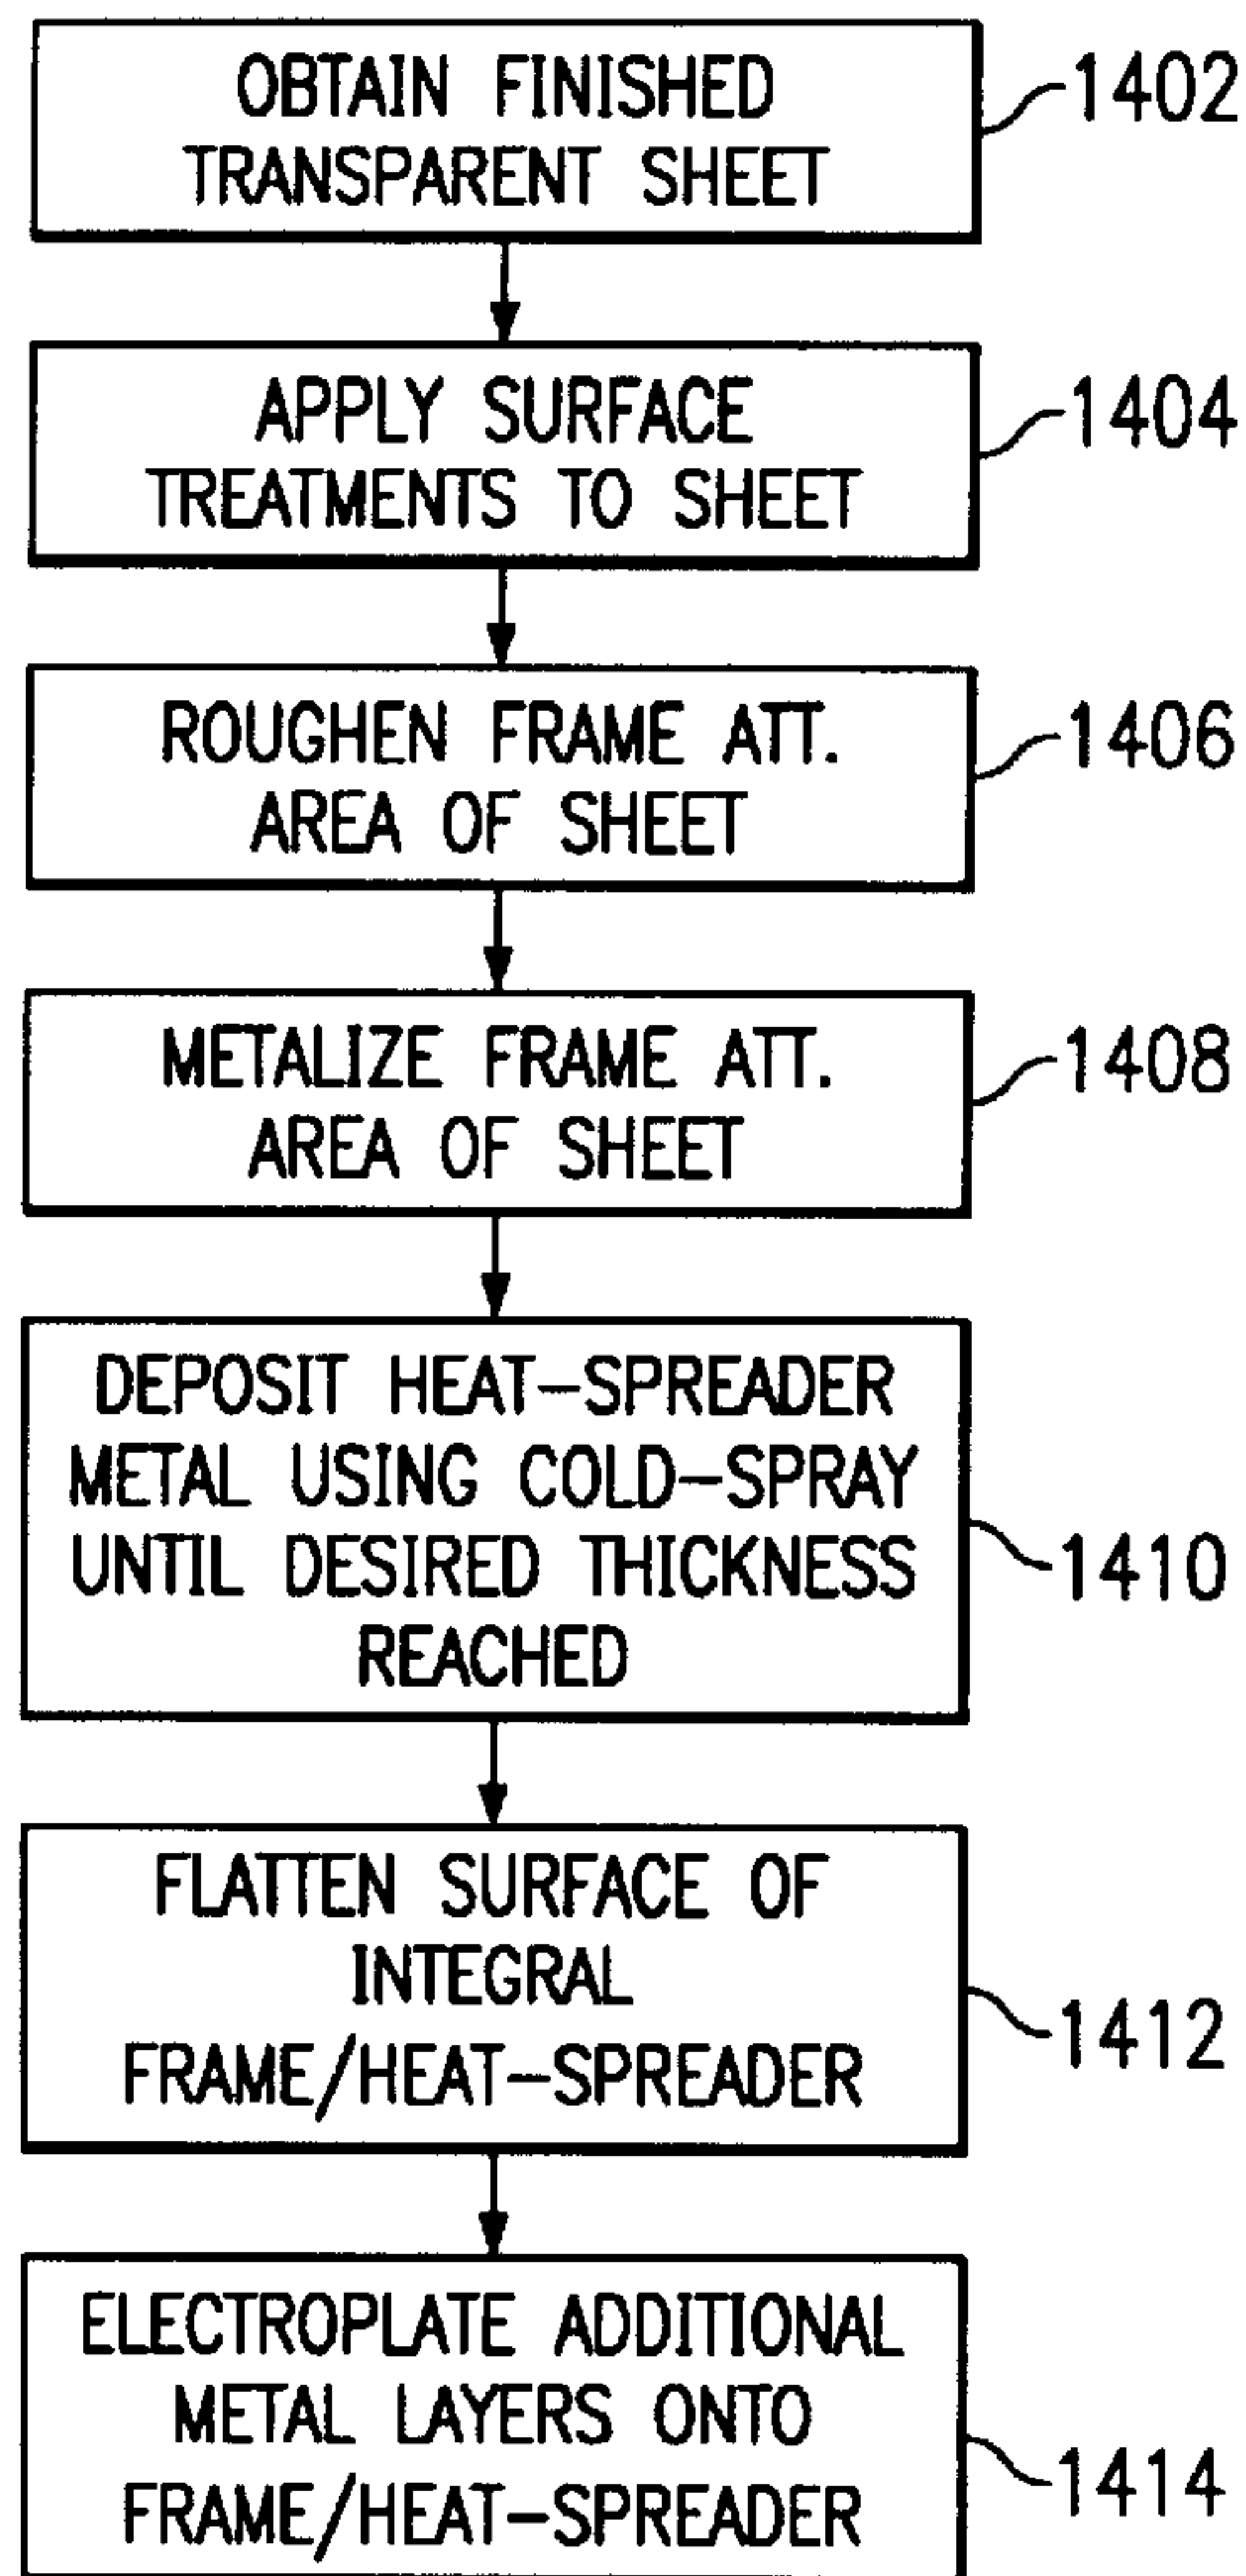 OBTAIN FINISHED
TRANSPARENT SHEET
1402
APPLY SURFACE
TREATMENTS TO SHEET
1404
ROUGHEN FRAME ATT.
AREA OF SHEET
1406
METALIZE FRAME ATT.
AREA OF SHEET
1408
DEPOSIT HEAT-SPREADER
METAL USING COLD-SPRAY
UNTIL DESIRED THICKNESS
REACHED
1410
FLATTEN SURFACE OF
INTEGRAL
FRAME/HEAT-SPREADER
1412
ELECTROPLATE ADDITIONAL
METAL LAYERS ONTO
FRAME/HEAT-SPREADER
1414